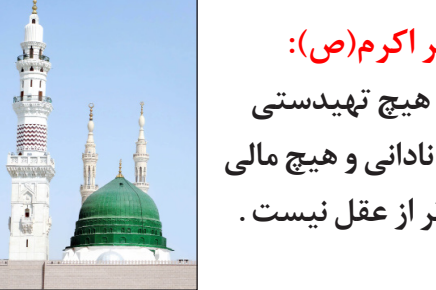 ر اکرم(ص):
هیچ تهیدستی
نادانی و هیچ مالی
ر از عقل نیست .